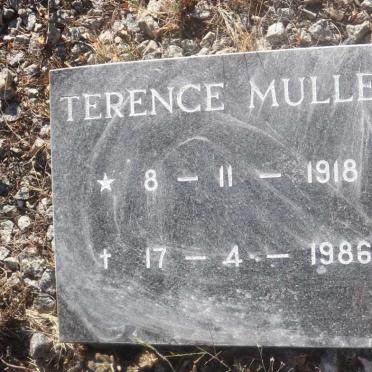 TERENCE MULLE
★ 8 – 11 – 1918
† 17 – 4 – 1986